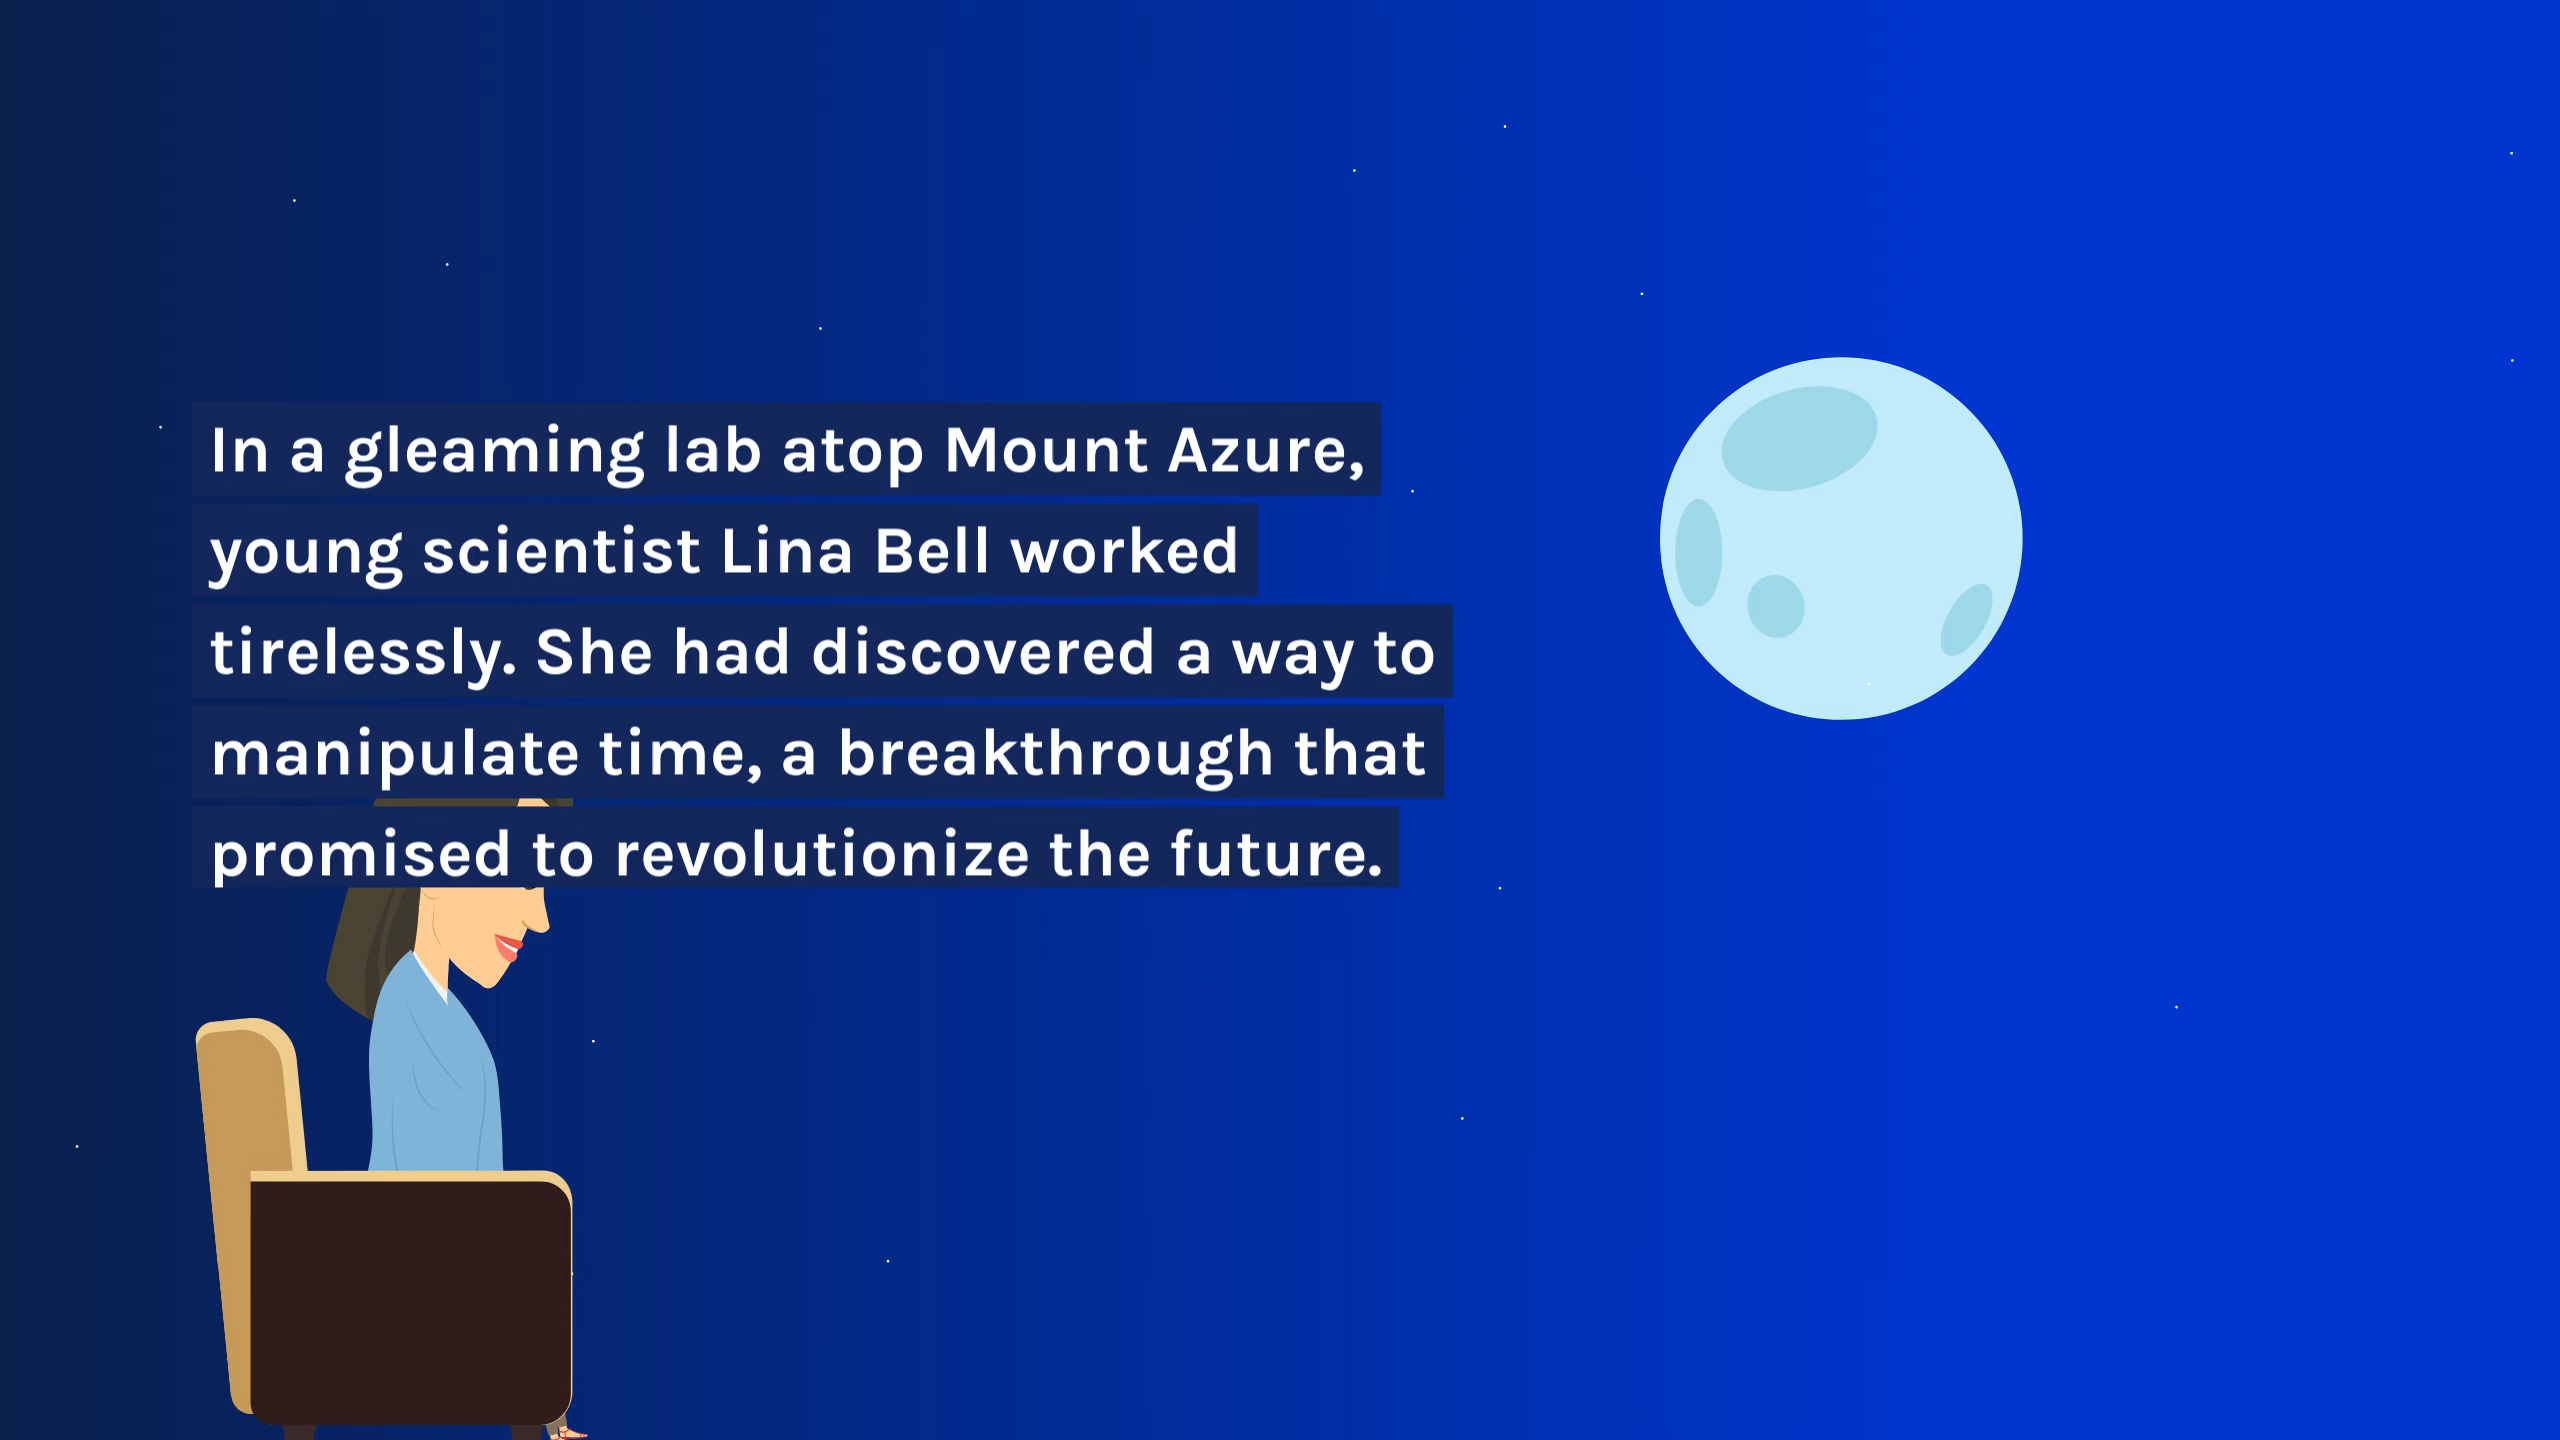 In a gleaming lab atop Mount Azure,
young scientist Lina Bell worked
tirelessly. She had discovered a way to
manipulate time, a breakthrough that
promised to revolutionize the future.